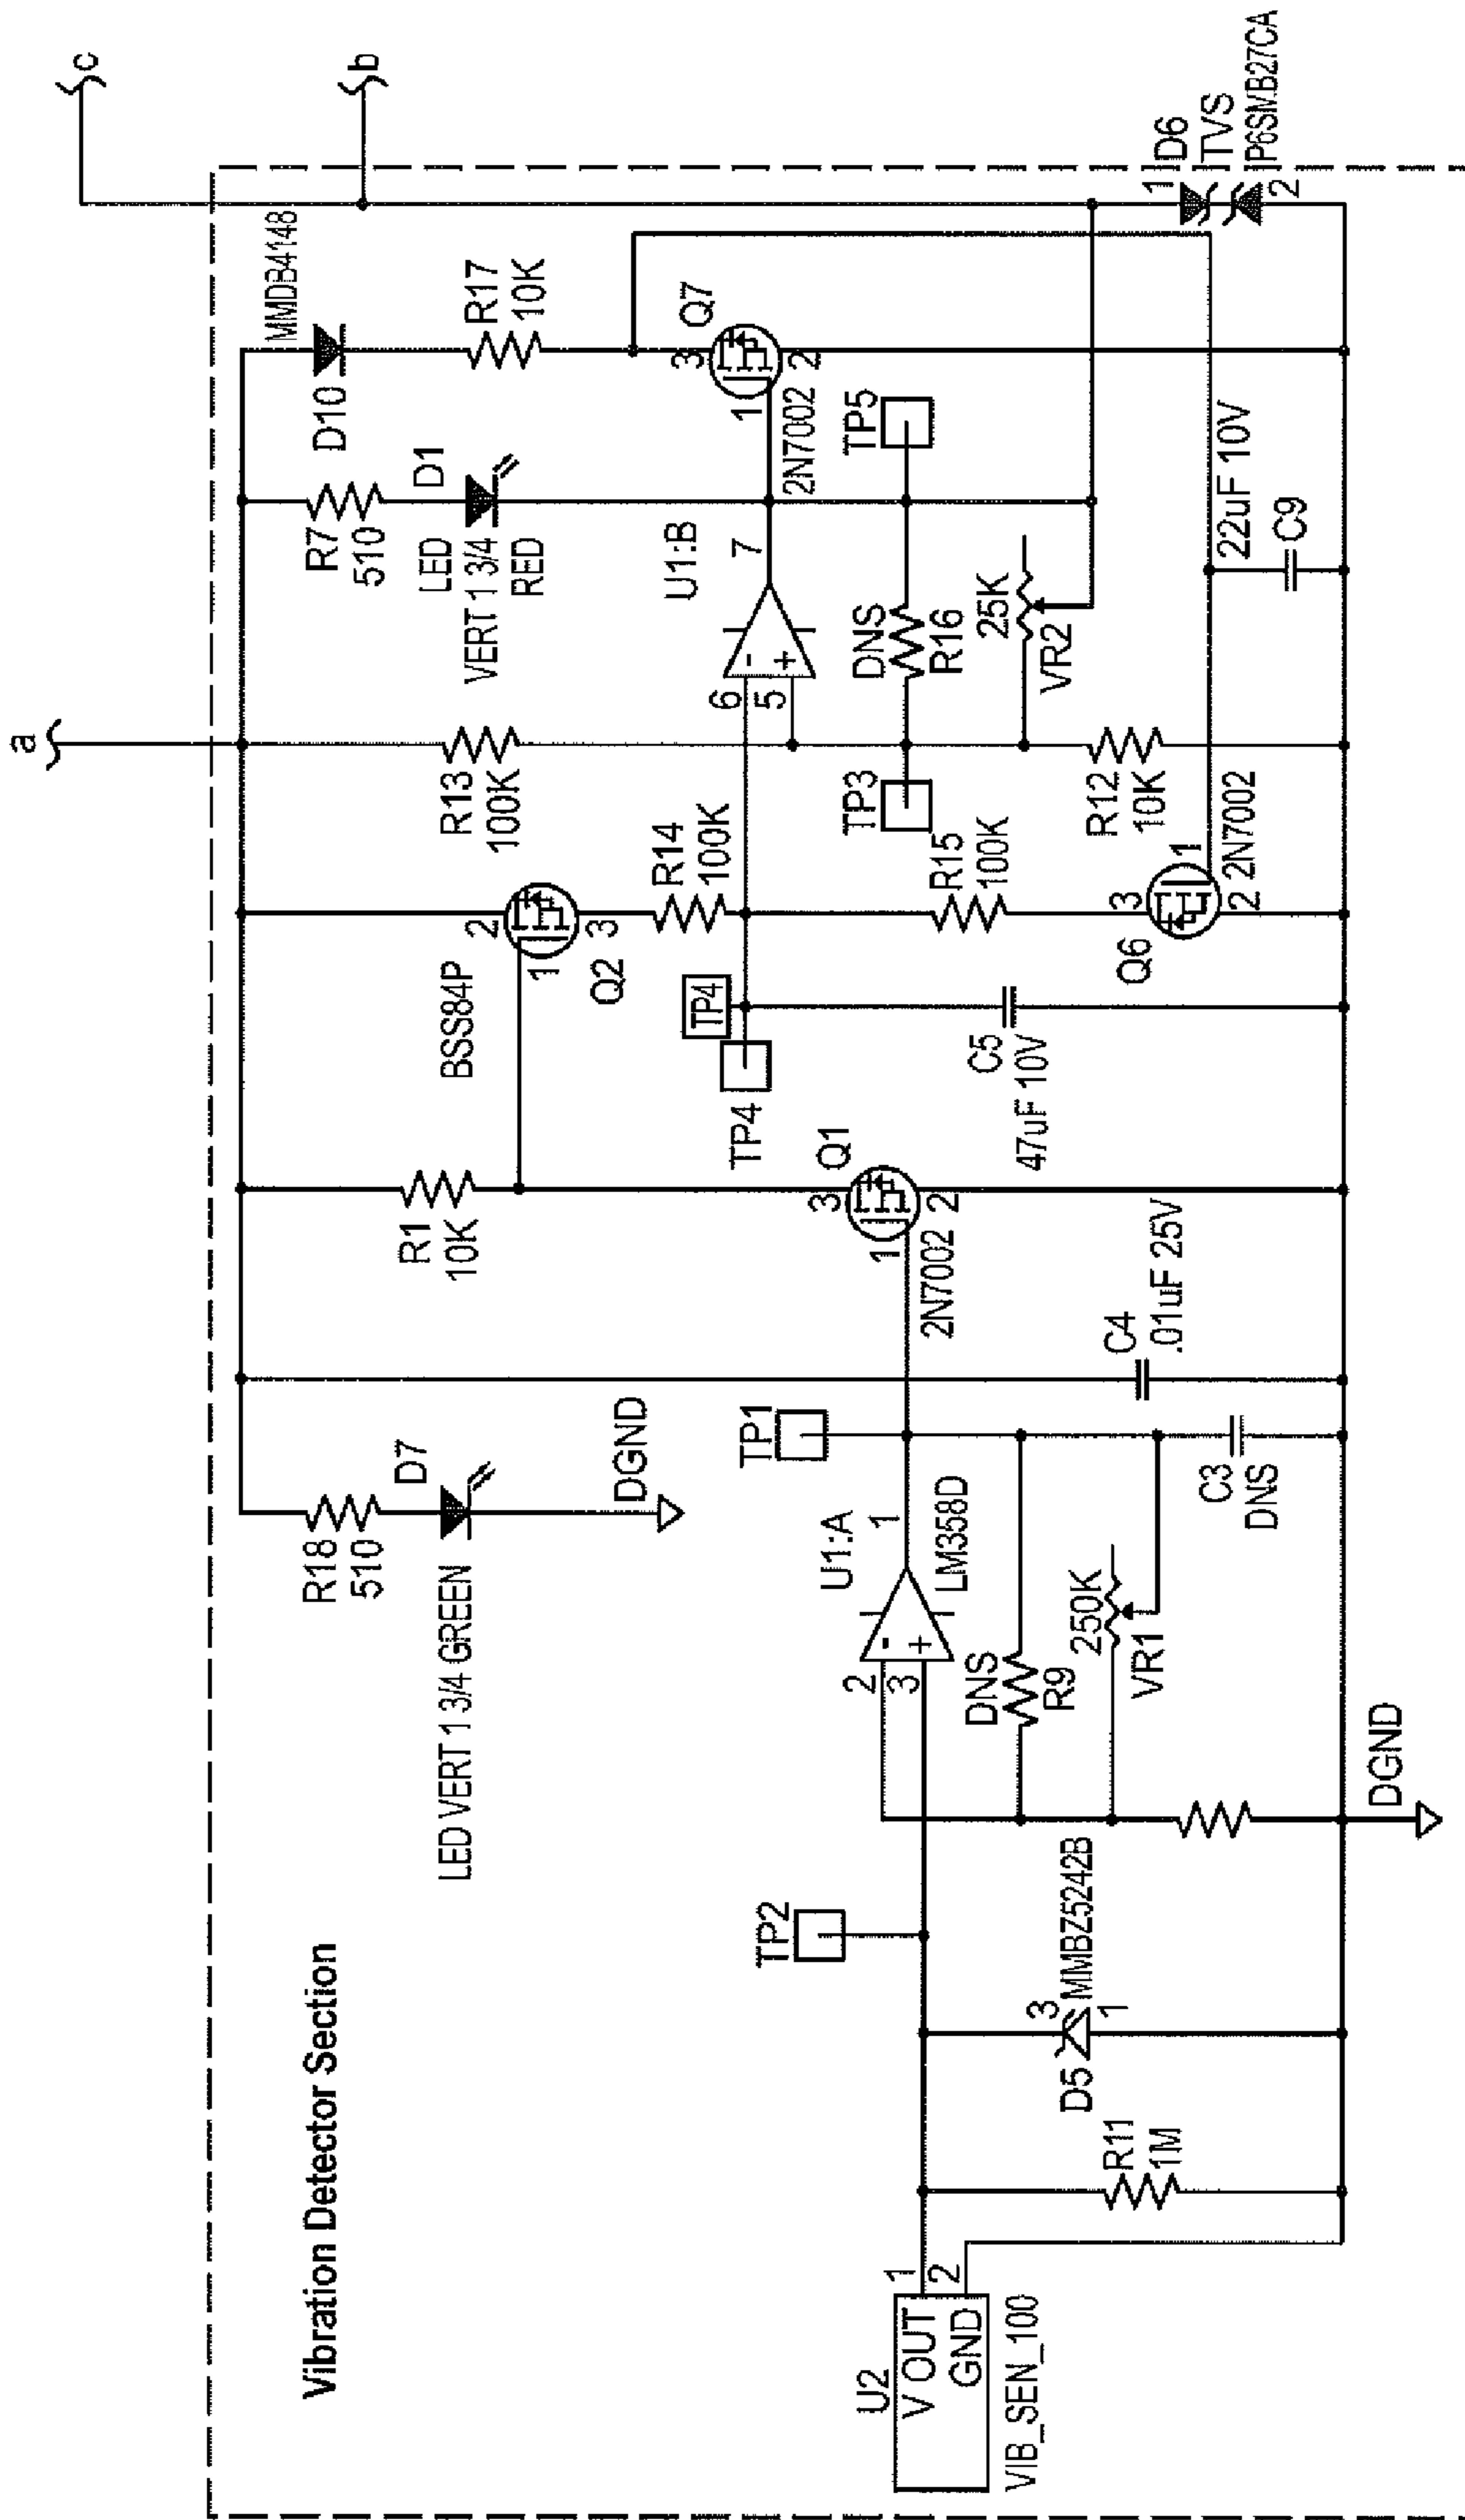 Vibration Detector Section
a
c
b
R18
510
D7
LED VERT 1 3/4 GREEN
DGND
R1
10K
BSS84P
2
1
3
Q2
R13
100K
R7
510
D1
LED
VERT 1 3/4
RED
D10
MMDB4148
R17
10K
R14
100K
U1:B
7
6
5
-
+
3
1
2
Q7
2N7002
TP4
TP4
TP3
DNS
R16
TP5
25K
VR2
C5
47uF 10V
R15
100K
R12
10K
Q6
3
1
2
2N7002
22uF 10V
C9
1
D6
TVS
2
P6SMB27CA
TP2
U1:A
2
3
-
+
1
LM358D
TP1
3
1
2
Q1
2N7002
DNS
R9
250K
VR1
C4
.01uF 25V
C3
DNS
U2
V OUT
GND
1
2
VIB_SEN_100
R11
1M
D5
3
1
MMBZ5242B
DGND